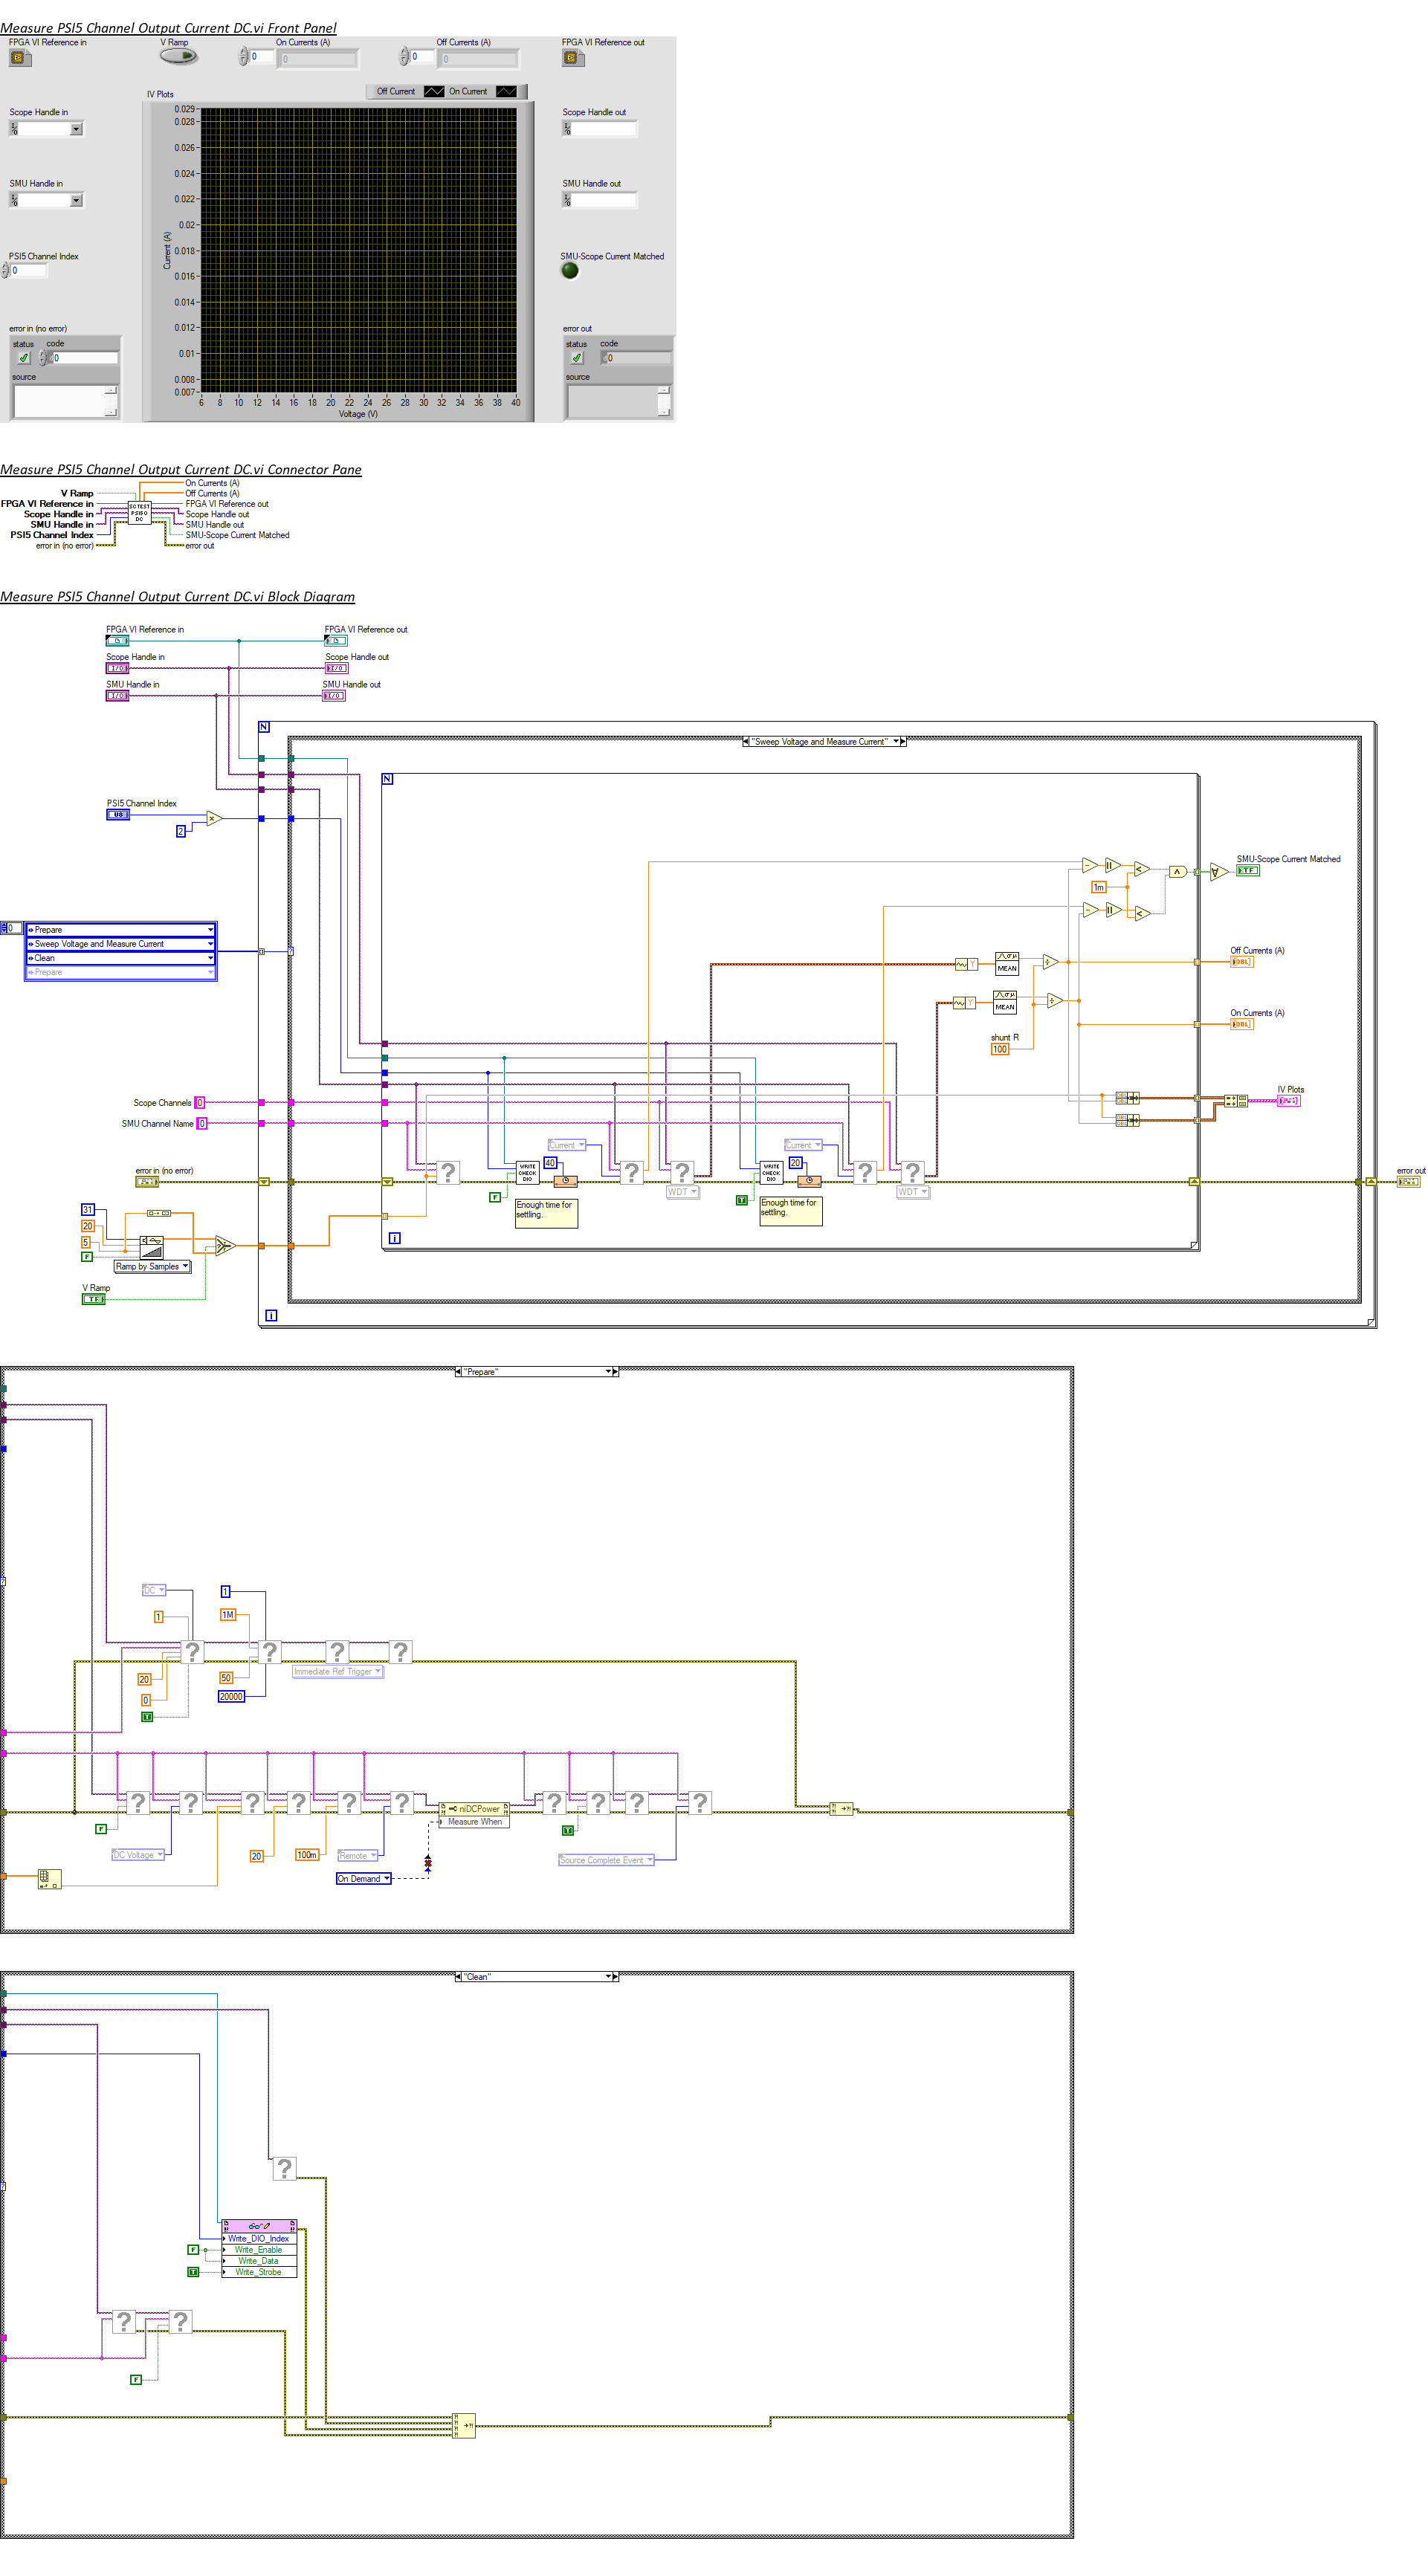 Measure PSI5 Channel Output Current DC.vi Front Panel
FPGA VI Reference in
V Ramp
On Currents (A)
Off Currents (A)
FPGA VI Reference out
0
0
0
0
IV Plots
Off Current
On Current
Scope Handle in
Scope Handle out
SMU Handle in
SMU Handle out
PSI5 Channel Index
0
SMU-Scope Current Matched
Current (A)
0.029
0.028
0.026
0.024
0.022
0.02
0.018
0.016
0.014
0.012
0.01
0.008
0.007
6 8 10 12 14 16 18 20 22 24 26 28 30 32 34 36 38 40
Voltage (V)
error in (no error)
status code
0
source
error out
status code
0
source
Measure PSI5 Channel Output Current DC.vi Connector Pane
V Ramp
FPGA VI Reference in
Scope Handle in
SMU Handle in
PSI5 Channel Index
error in (no error)
SC TEST
PSI5 O
DC
On Currents (A)
Off Currents (A)
FPGA VI Reference out
Scope Handle out
SMU Handle out
SMU-Scope Current Matched
error out
Measure PSI5 Channel Output Current DC.vi Block Diagram
FPGA VI Reference in
FPGA VI Reference out
Scope Handle in
I/O
Scope Handle out
I/O
SMU Handle in
I/O
SMU Handle out
I/O
N
"Sweep Voltage and Measure Current"
N
PSI5 Channel Index
U8
2
SMU-Scope Current Matched
TF
1m
0
Prepare
Sweep Voltage and Measure Current
Clean
Prepare
Y
MEAN
Off Currents (A)
DBL
Y
MEAN
On Currents (A)
DBL
shunt R
100
Scope Channels 0
SMU Channel Name 0
IV Plots
error in (no error)
error out
Current
40
WRITE
CHECK
DIO
F
Enough time for
settling.
WDT
Current
20
WRITE
CHECK
DIO
T
Enough time for
settling.
WDT
31
20
5
F
Ramp by Samples
V Ramp
TF
i
i
"Prepare"
DC
1
1
1M
20
0
T
50
20000
Immediate Ref Trigger
F
DC Voltage
20
100m
Remote
niDCPower
Measure When
On Demand
T
Source Complete Event
"Clean"
Write_DIO_Index
F
Write_Enable
Write_Data
T
Write_Strobe
F